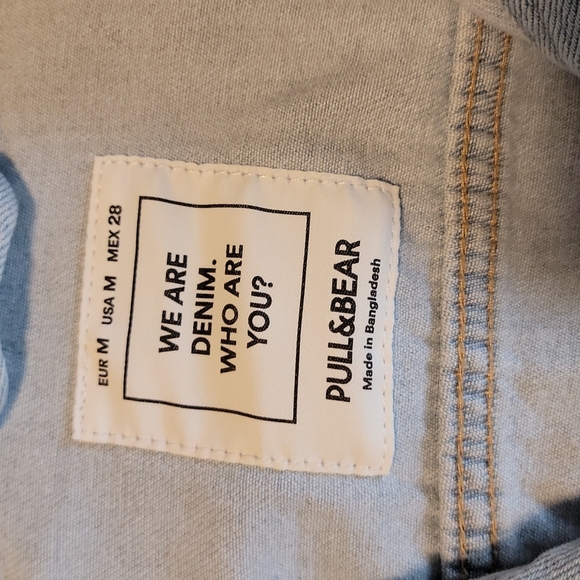 EUR M USA M MEX 28
WE ARE
DENIM.
WHO ARE
YOU?
PULL&BEAR
Made in Bangladesh